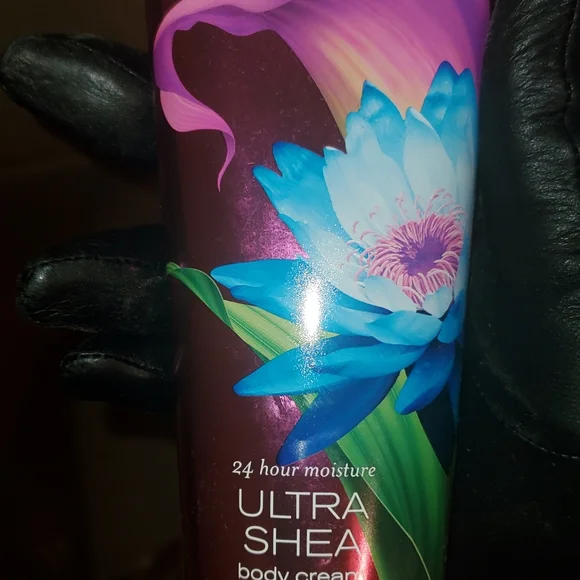 24 hour moisture
ULTRA
SHEA
body cream